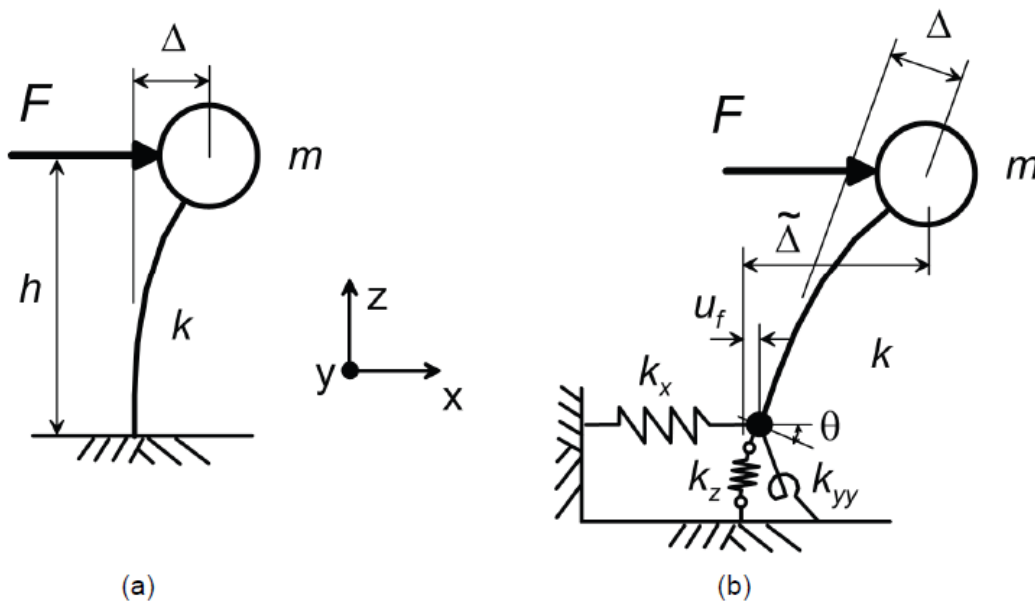 Δ
F
m
h
k
z
y
x
(a)
Δ
F
m
Δ̃
u_f
k
k_x
θ
k_z
k_yy
(b)